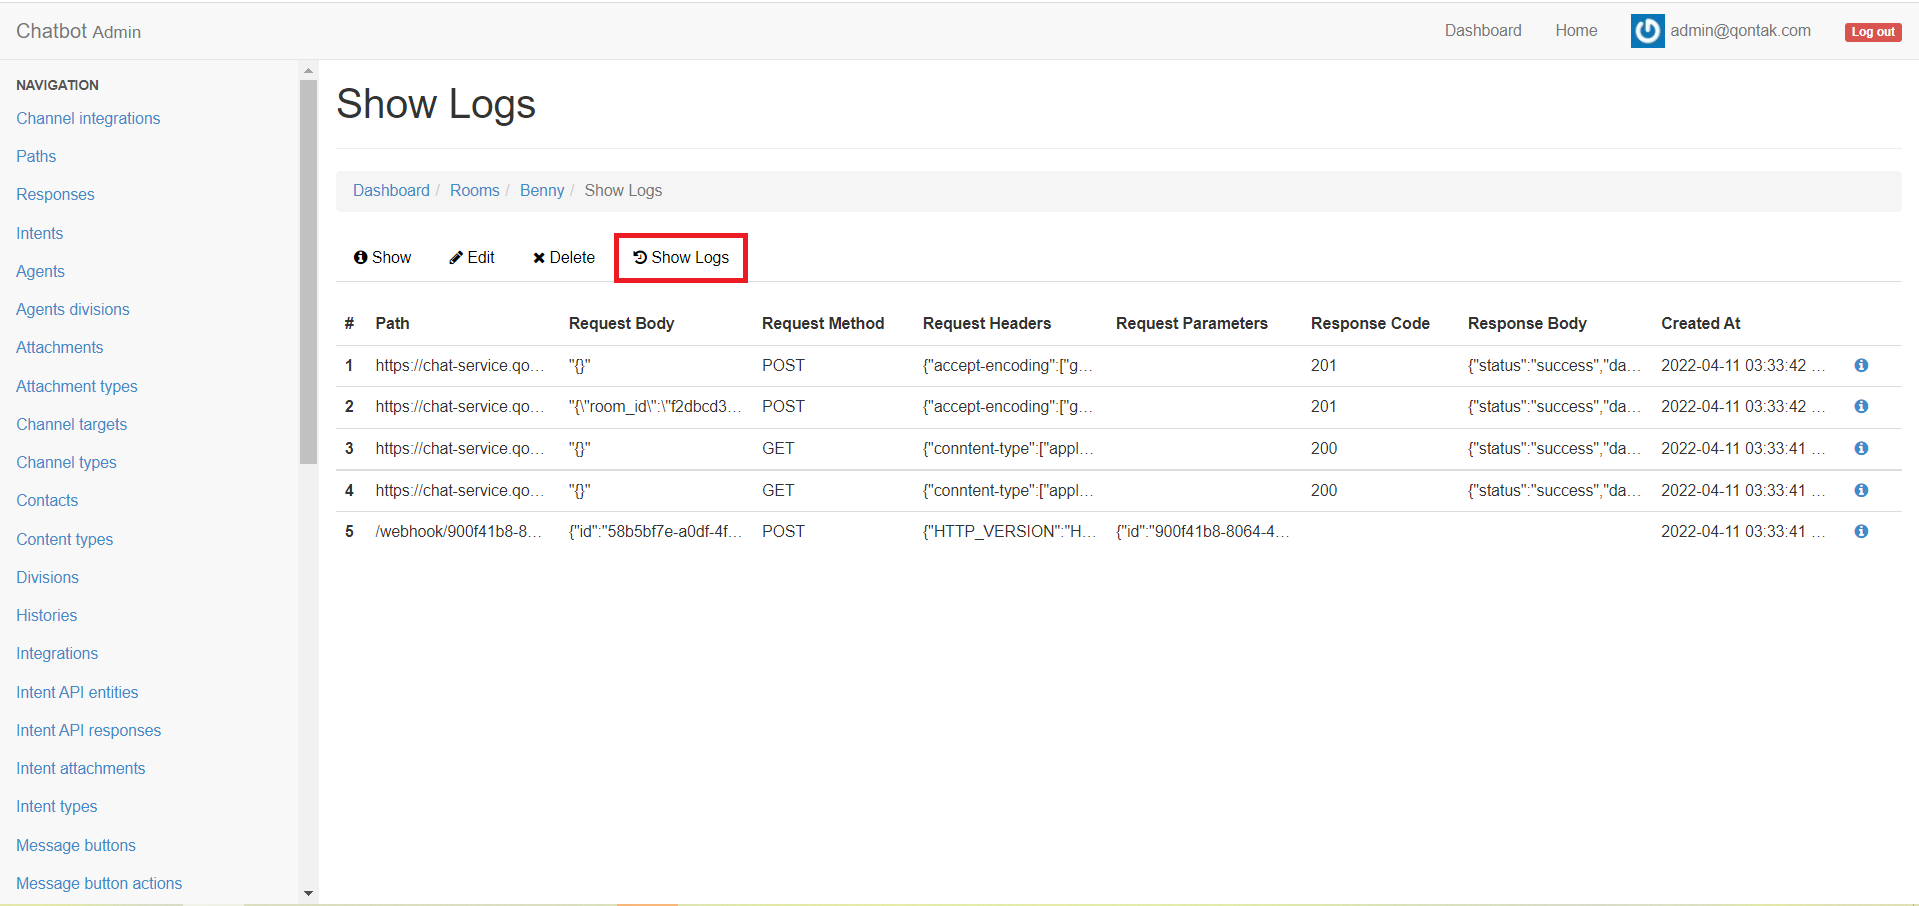 Chatbot Admin
Dashboard Home admin@qontak.com Log out
NAVIGATION
Channel integrations
Paths
Responses
Intents
Agents
Agents divisions
Attachments
Attachment types
Channel targets
Channel types
Contacts
Content types
Divisions
Histories
Integrations
Intent API entities
Intent API responses
Intent attachments
Intent types
Message buttons
Message button actions
Show Logs
Dashboard / Rooms / Benny / Show Logs
Show Edit Delete Show Logs
# Path Request Body Request Method Request Headers Request Parameters Response Code Response Body Created At
1 https://chat-service.qo... "{}" POST {"accept-encoding":["g... 201 {"status":"success","da... 2022-04-11 03:33:42 ...
2 https://chat-service.qo... "{\"room_id\":\"f2dbcd3... POST {"accept-encoding":["g... 201 {"status":"success","da... 2022-04-11 03:33:42 ...
3 https://chat-service.qo... "{}" GET {"conntent-type":["appl... 200 {"status":"success","da... 2022-04-11 03:33:41 ...
4 https://chat-service.qo... "{}" GET {"conntent-type":["appl... 200 {"status":"success","da... 2022-04-11 03:33:41 ...
5 /webhook/900f41b8-8... {"id":"58b5bf7e-a0df-4f... POST {"HTTP_VERSION":"H... {"id":"900f41b8-8064-4... 2022-04-11 03:33:41 ...